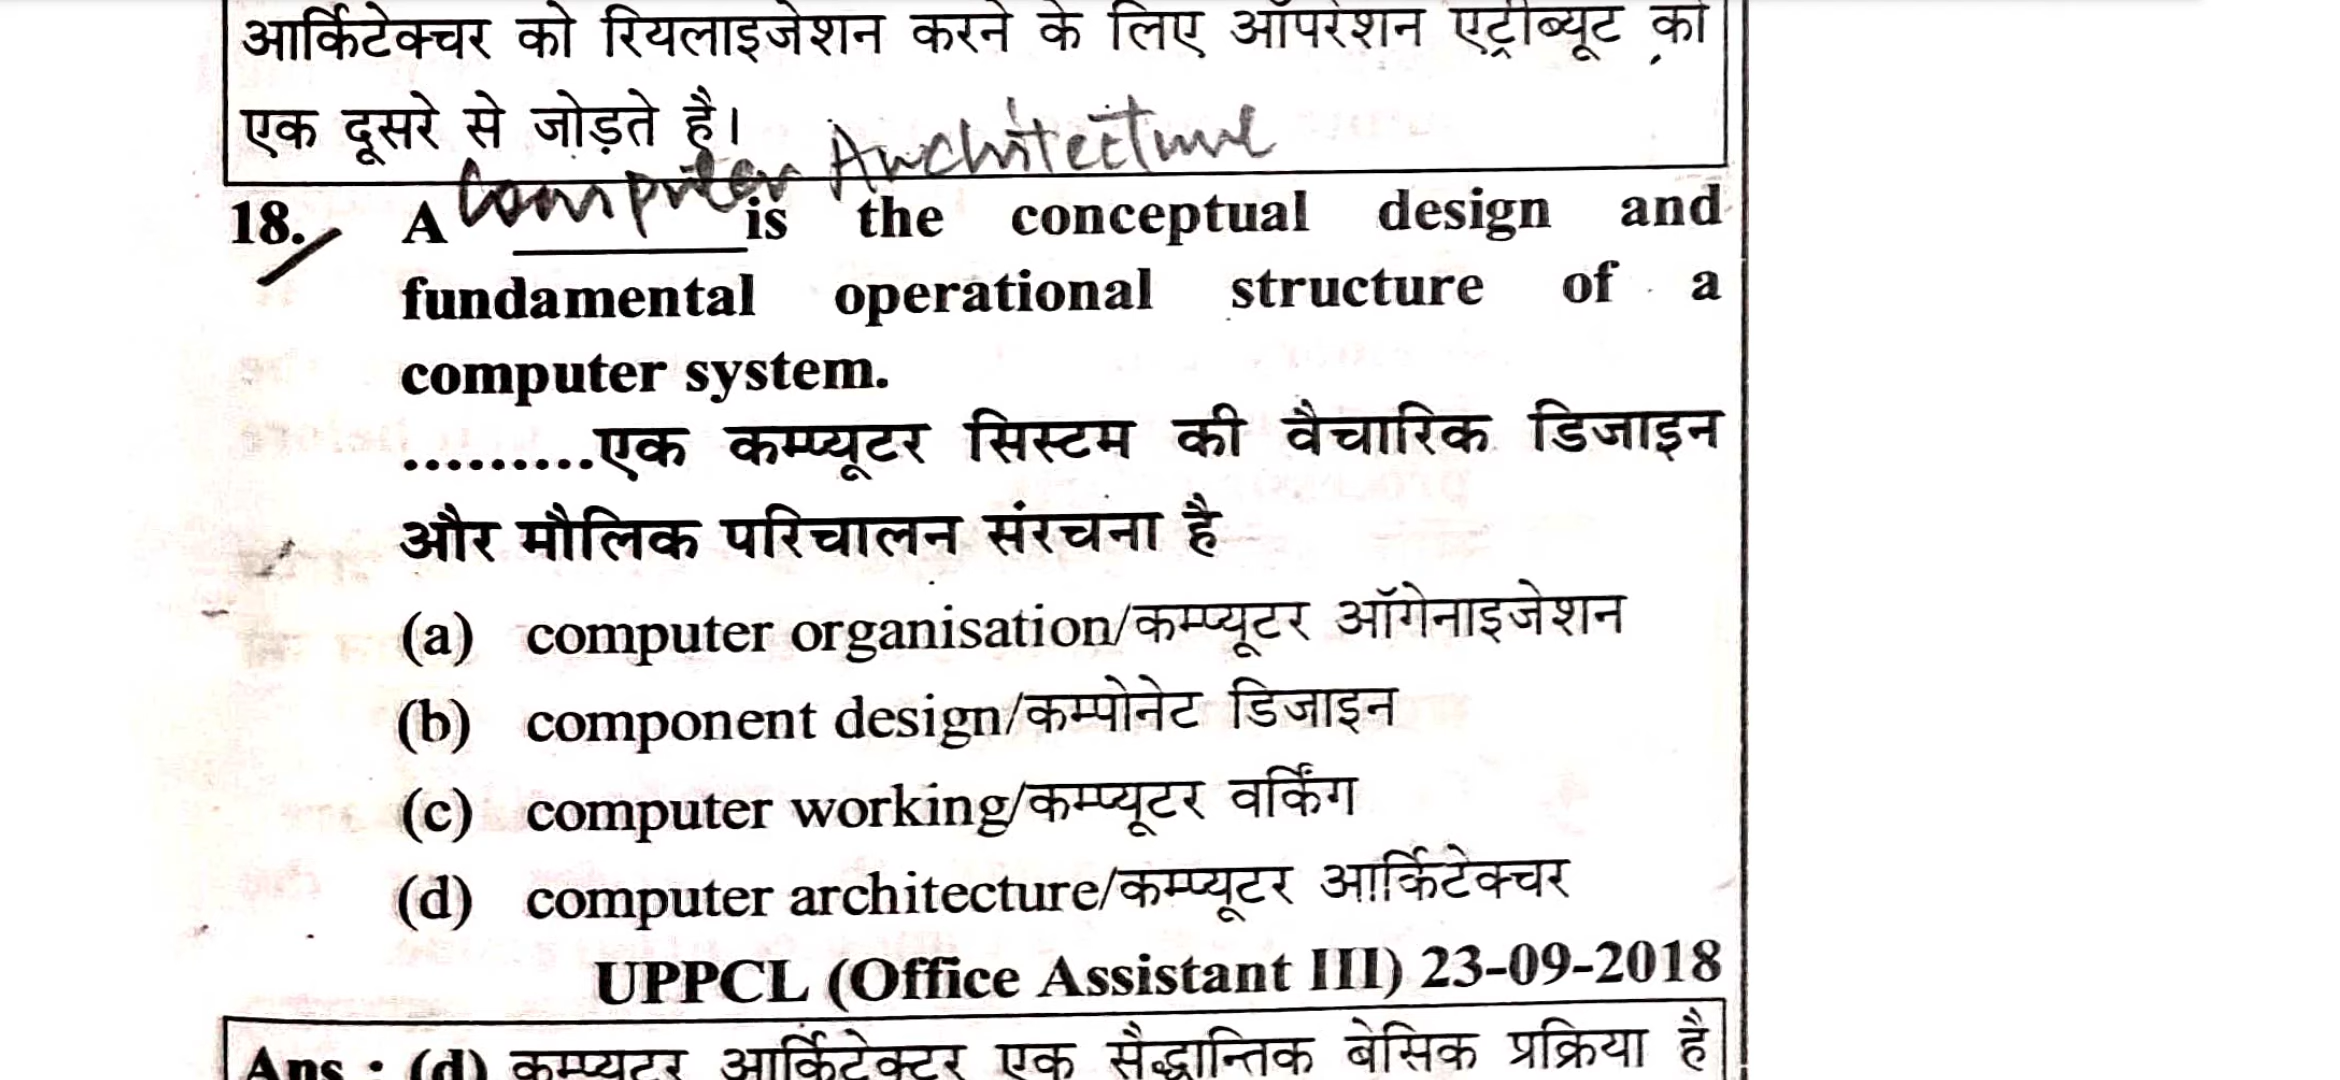 आर्किटेक्चर को रियलाइजेशन करने के लिए ऑपरेशन एट्रीब्यूट को
एक दूसरे से जोड़ते है।
Computer Architecture
18. A ________ is the conceptual design and
fundamental operational structure of a
computer system.
.........एक कम्प्यूटर सिस्टम की वैचारिक डिजाइन
और मौलिक परिचालन संरचना है
(a) computer organisation/कम्प्यूटर ऑगेनाइजेशन
(b) component design/कम्पोनेट डिजाइन
(c) computer working/कम्प्यूटर वर्किंग
(d) computer architecture/कम्प्यूटर आर्किटेक्चर
UPPCL (Office Assistant III) 23-09-2018
Ans : (d) कम्प्यूटर आर्किटेक्टर एक सैद्धान्तिक बेसिक प्रक्रिया है